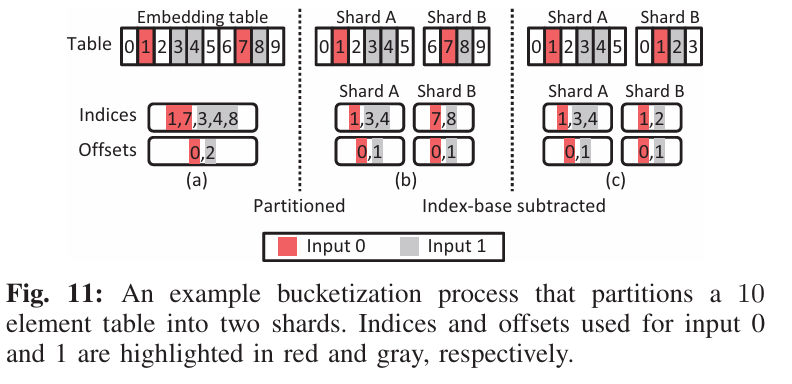 Embedding table Shard A Shard B Shard A Shard B
Table 0 1 2 3 4 5 6 7 8 9 0 1 2 3 4 5 6 7 8 9 0 1 2 3 4 5 0 1 2 3
Shard A Shard B Shard A Shard B
Indices 1,7,3,4,8 1,3,4 7,8 1,3,4 1,2
Offsets 0,2 0,1 0,1 0,1 0,1
(a) (b) (c)
Partitioned Index-base subtracted
Input 0 Input 1
Fig. 11: An example bucketization process that partitions a 10
element table into two shards. Indices and offsets used for input 0
and 1 are highlighted in red and gray, respectively.